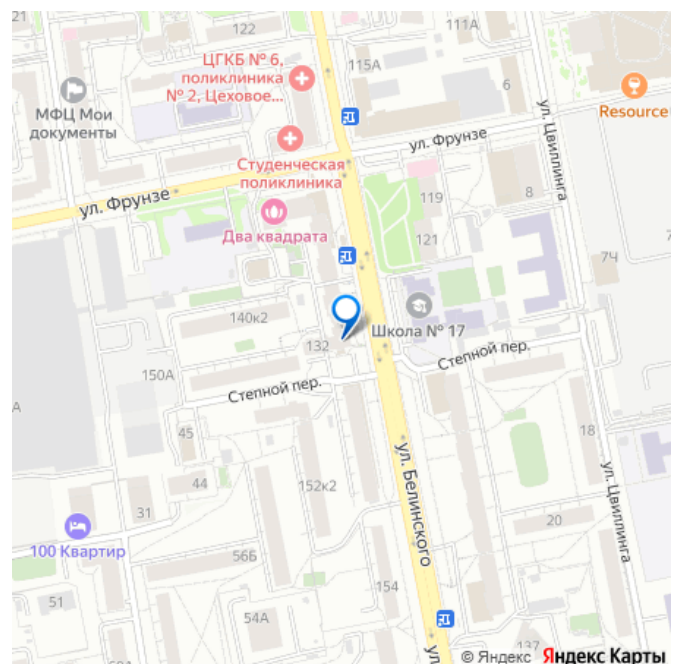 121
122
132
111А
115А
ЦГКБ № 6,
поликлиника
№ 2, Цеховое...
6
МФЦ Мои
документы
Resource
ул. Цвиллинга
ул. Фрунзе
Студенческая
поликлиника
ул. Фрунзе
119
8
Два квадрата
121
7Ч
140к2
Школа № 17
132
Степной пер.
150А
Степной пер.
45
18
ул. Белинского
44
152к2
ул. Цвиллинга
31
20
100 Квартир
56Б
154
51
54А
137
ул
© Яндекс Яндекс Карты